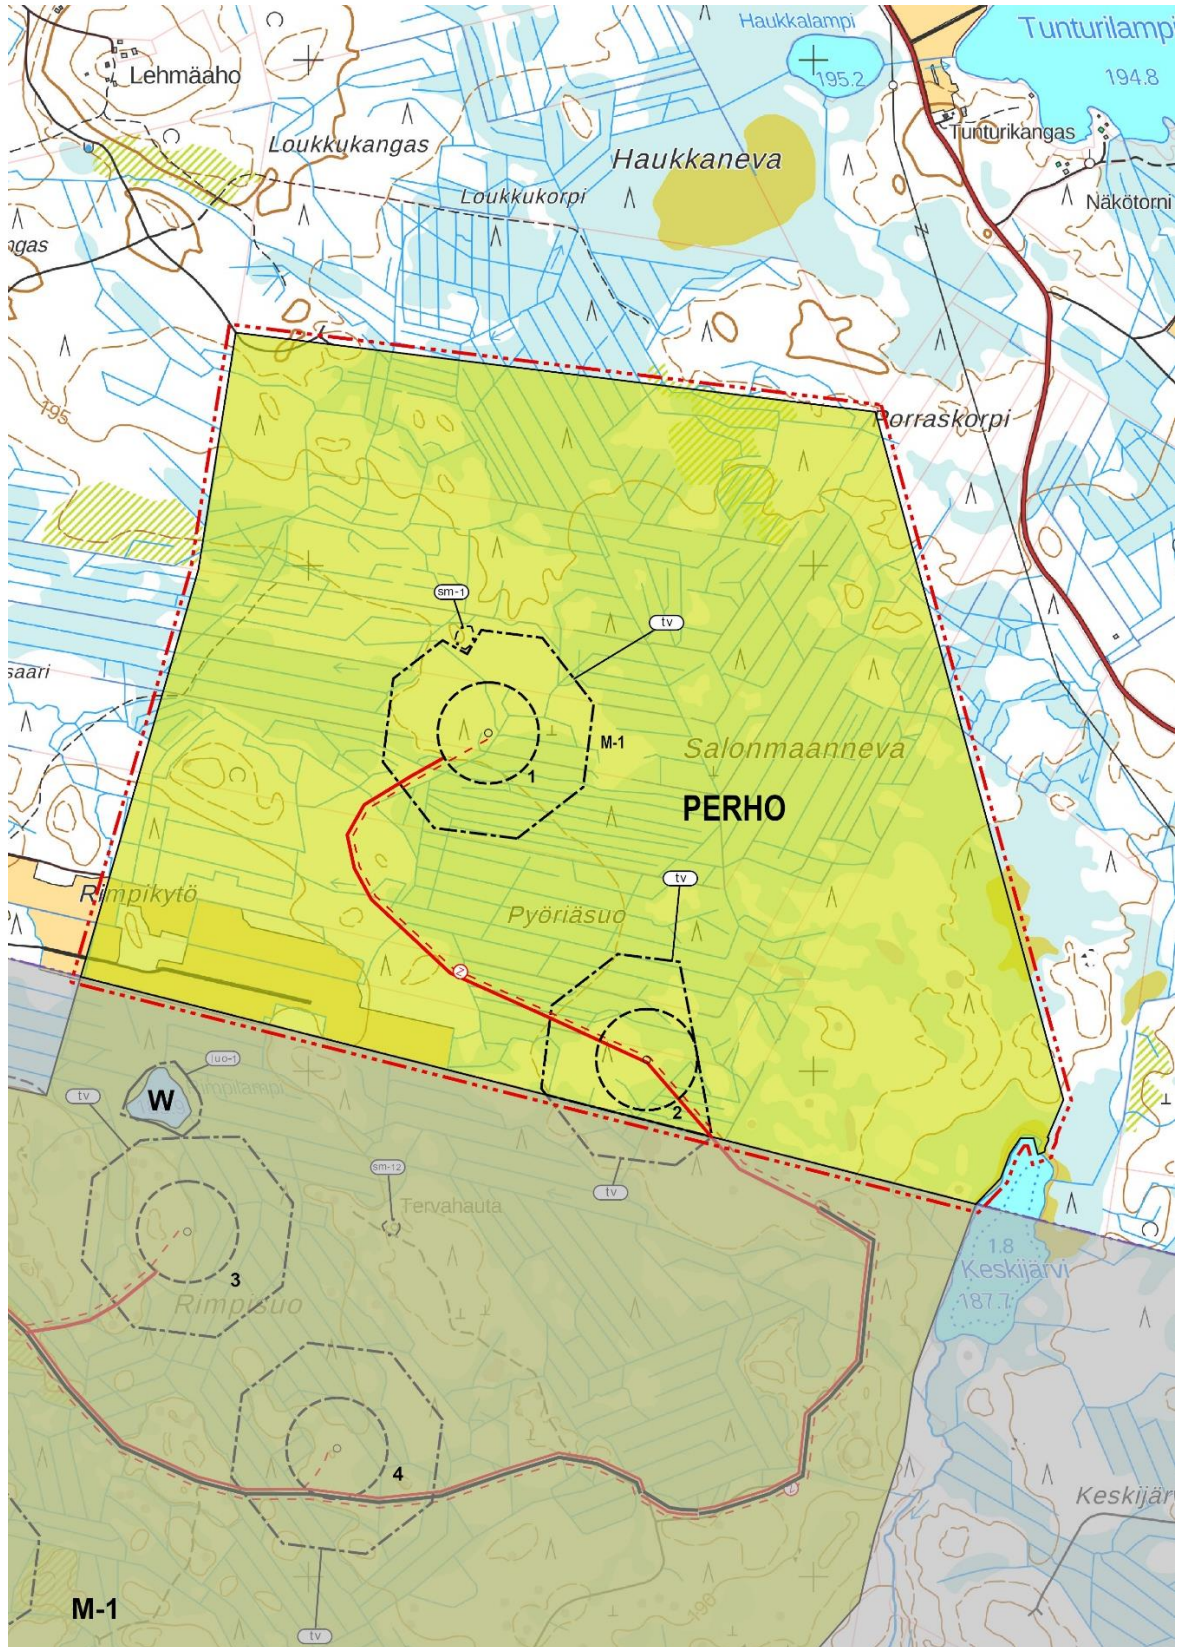 Haukkalampi
Tunturilamp
Lehmäaho
195.2
194.8
Tunturikangas
Loukkukangas
Haukkaneva
Loukkukorpi
Näkötorni
ngas
195
Porraskorpi
sm-1
tv
saari
M-1
Salonmaanneva
1
PERHO
tv
Rimpikytö
Pyöriäsuo
Z
luo-1
Rimpilampi
tv
W
2
sm-12
tv
Tervahauta
1.8
Keskijärvi
3
Rimpisuo
187.7
4
Keskijär
M-1
190
tv